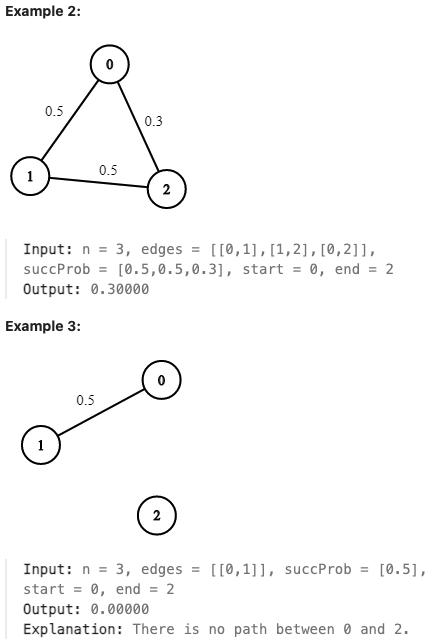 Example 2:
0
0.5
0.3
0.5
1
2
Input: n = 3, edges = [[0,1],[1,2],[0,2]],
succProb = [0.5,0.5,0.3], start = 0, end = 2
Output: 0.30000
Example 3:
0
0.5
1
2
Input: n = 3, edges = [[0,1]], succProb = [0.5],
start = 0, end = 2
Output: 0.00000
Explanation: There is no path between 0 and 2.